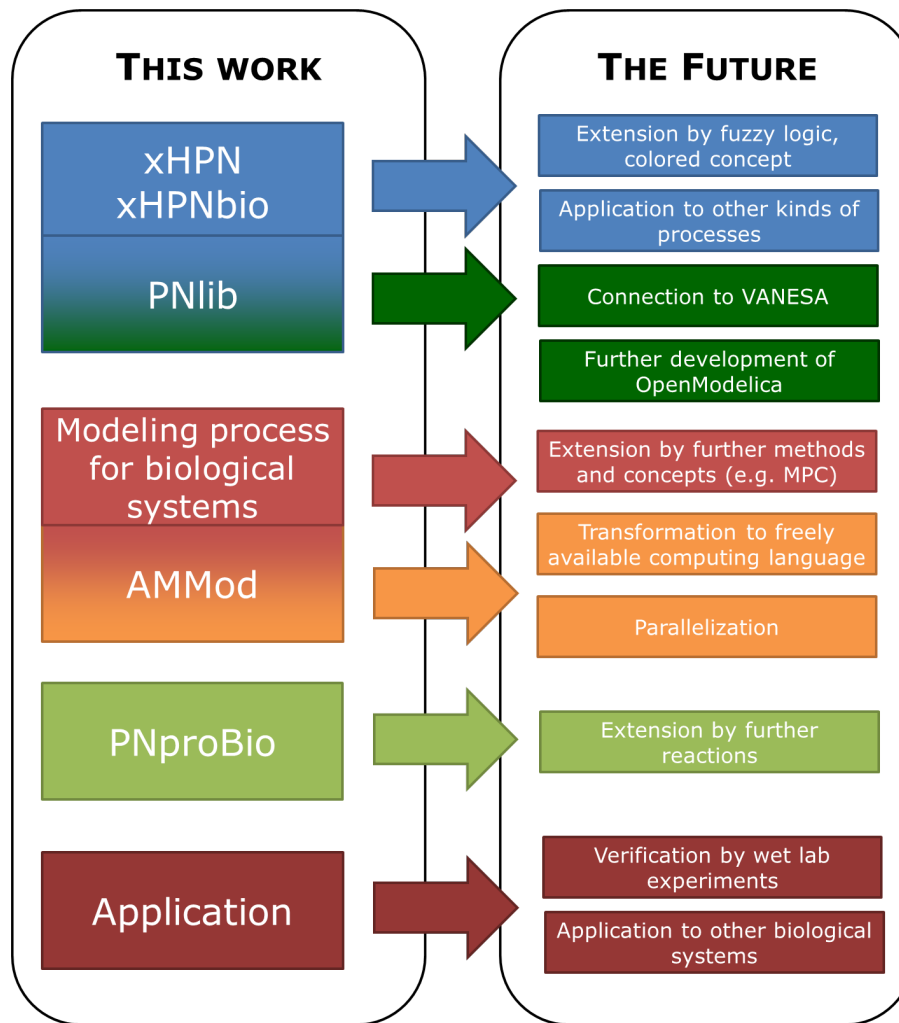 THIS WORK
xHPN
xHPNbio
PNlib
Modeling process
for biological
systems
AMMod
PNproBio
Application
THE FUTURE
Extension by fuzzy logic,
colored concept
Application to other kinds of
processes
Connection to VANESA
Further development of
OpenModelica
Extension by further methods
and concepts (e.g. MPC)
Transformation to freely
available computing language
Parallelization
Extension by further
reactions
Verification by wet lab
experiments
Application to other biological
systems